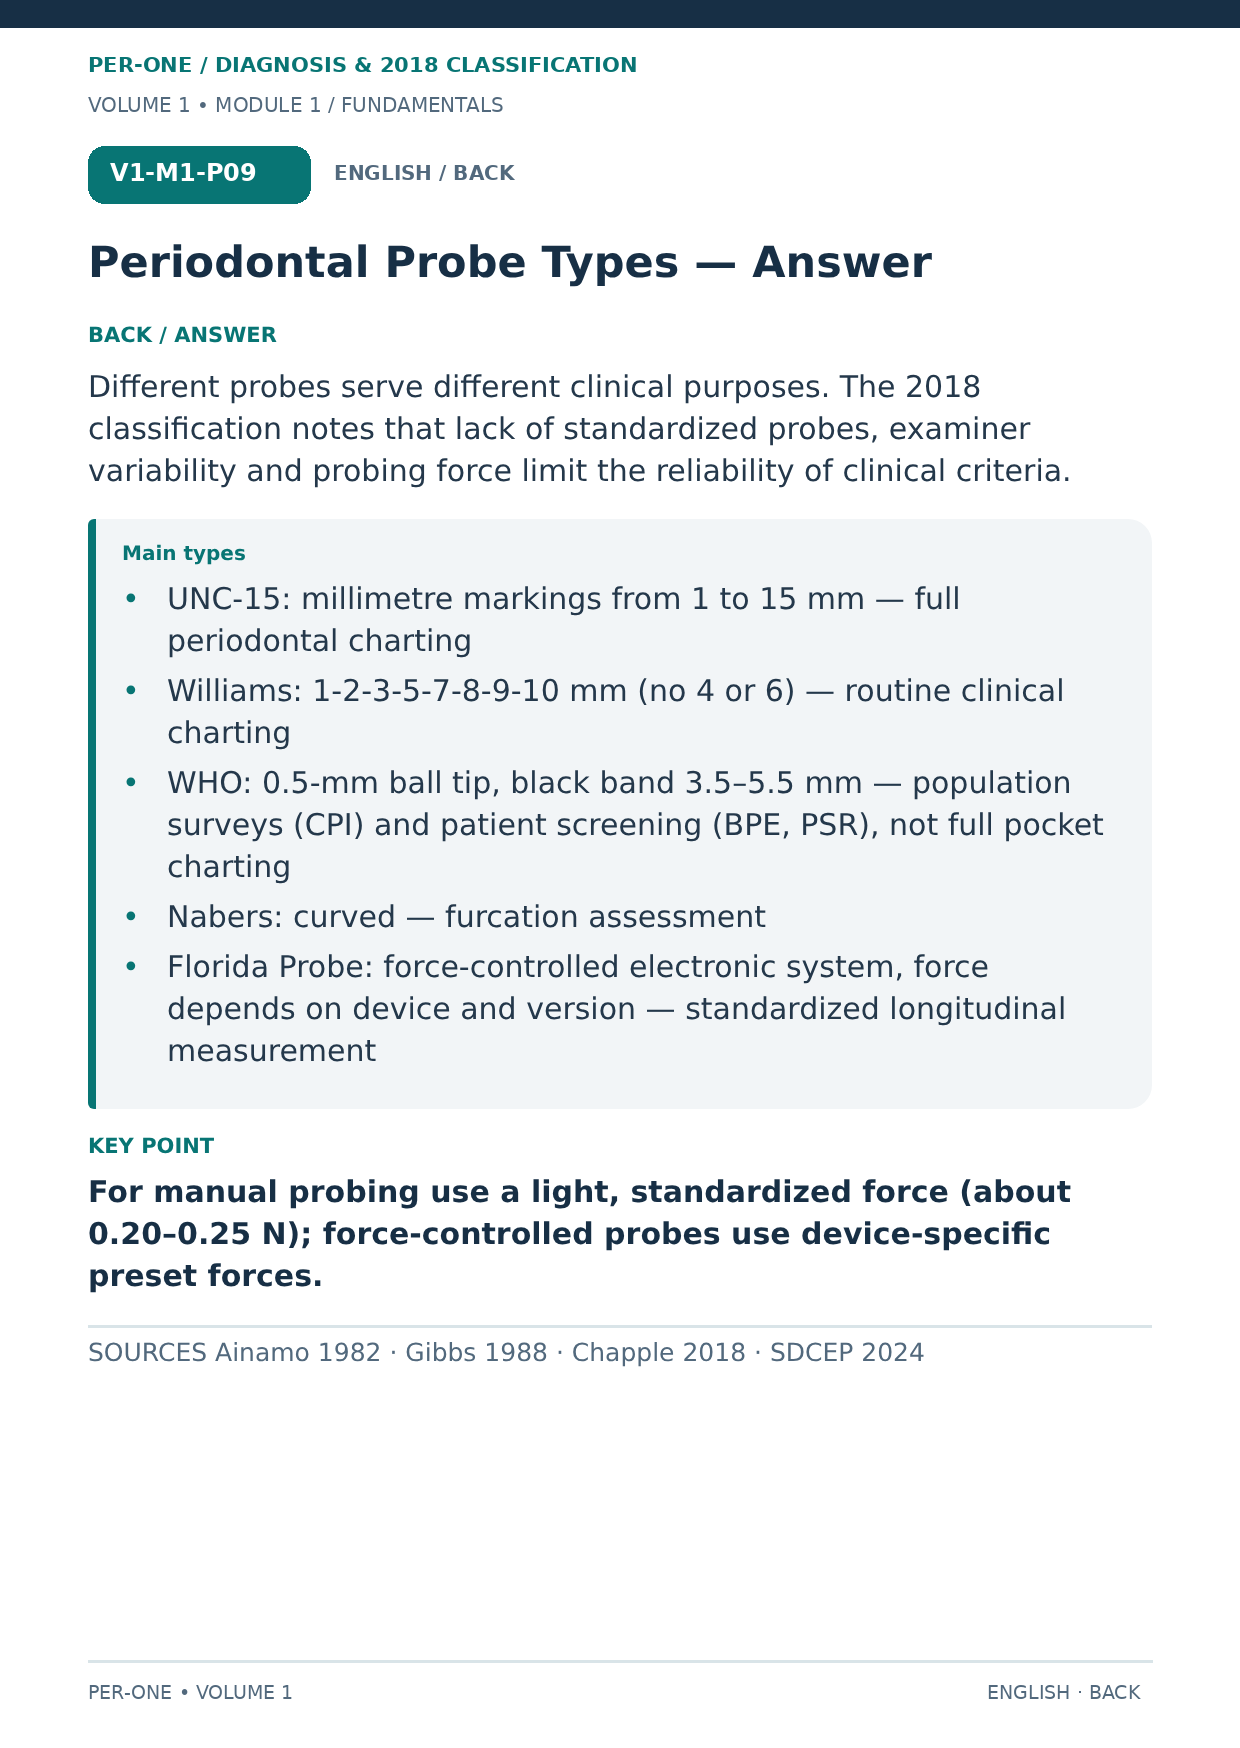 PER-ONE / DIAGNOSIS & 2018 CLASSIFICATION
VOLUME 1 • MODULE 1 / FUNDAMENTALS
V1-M1-P09
ENGLISH / BACK
Periodontal Probe Types — Answer
BACK / ANSWER
Different probes serve different clinical purposes. The 2018
classification notes that lack of standardized probes, examiner
variability and probing force limit the reliability of clinical criteria.
Main types
• UNC-15: millimetre markings from 1 to 15 mm — full
periodontal charting
• Williams: 1-2-3-5-7-8-9-10 mm (no 4 or 6) — routine clinical
charting
• WHO: 0.5-mm ball tip, black band 3.5–5.5 mm — population
surveys (CPI) and patient screening (BPE, PSR), not full pocket
charting
• Nabers: curved — furcation assessment
• Florida Probe: force-controlled electronic system, force
depends on device and version — standardized longitudinal
measurement
KEY POINT
For manual probing use a light, standardized force (about
0.20–0.25 N); force-controlled probes use device-specific
preset forces.
SOURCES Ainamo 1982 · Gibbs 1988 · Chapple 2018 · SDCEP 2024
PER-ONE • VOLUME 1
ENGLISH · BACK